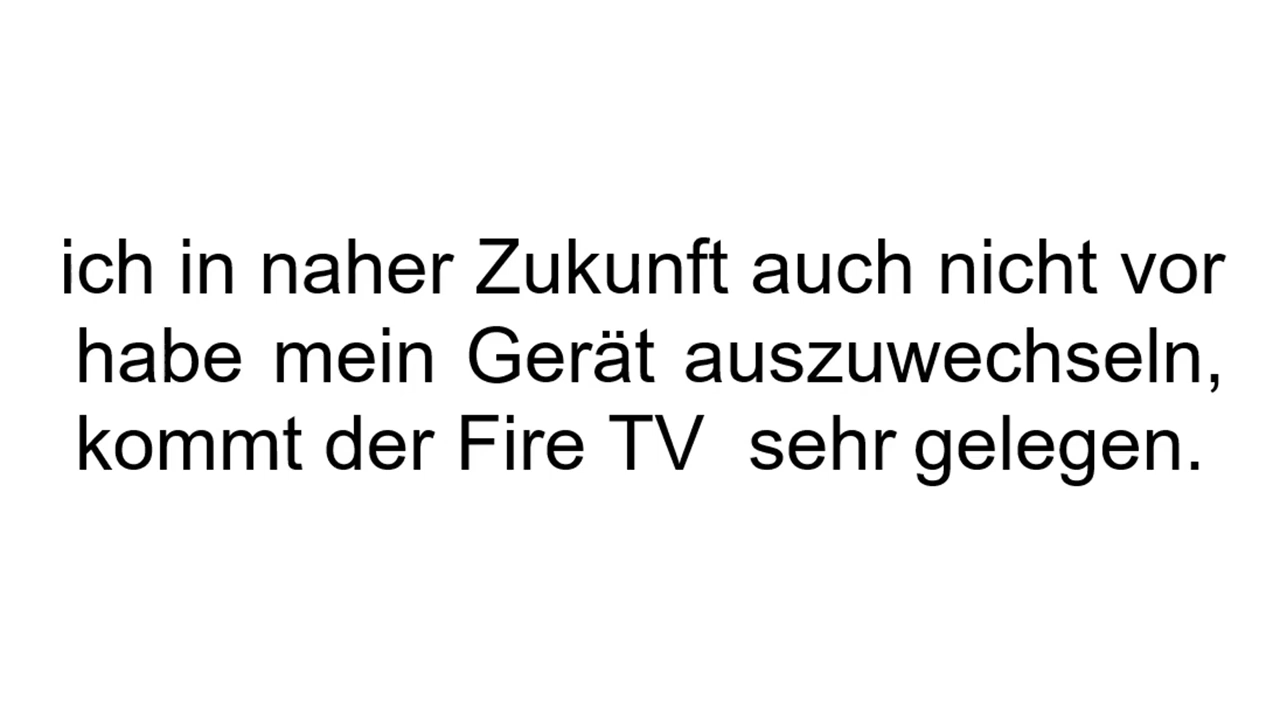 ich in naher Zukunft auch nicht vor
habe mein Gerät auszuwechseln,
kommt der Fire TV  sehr gelegen.